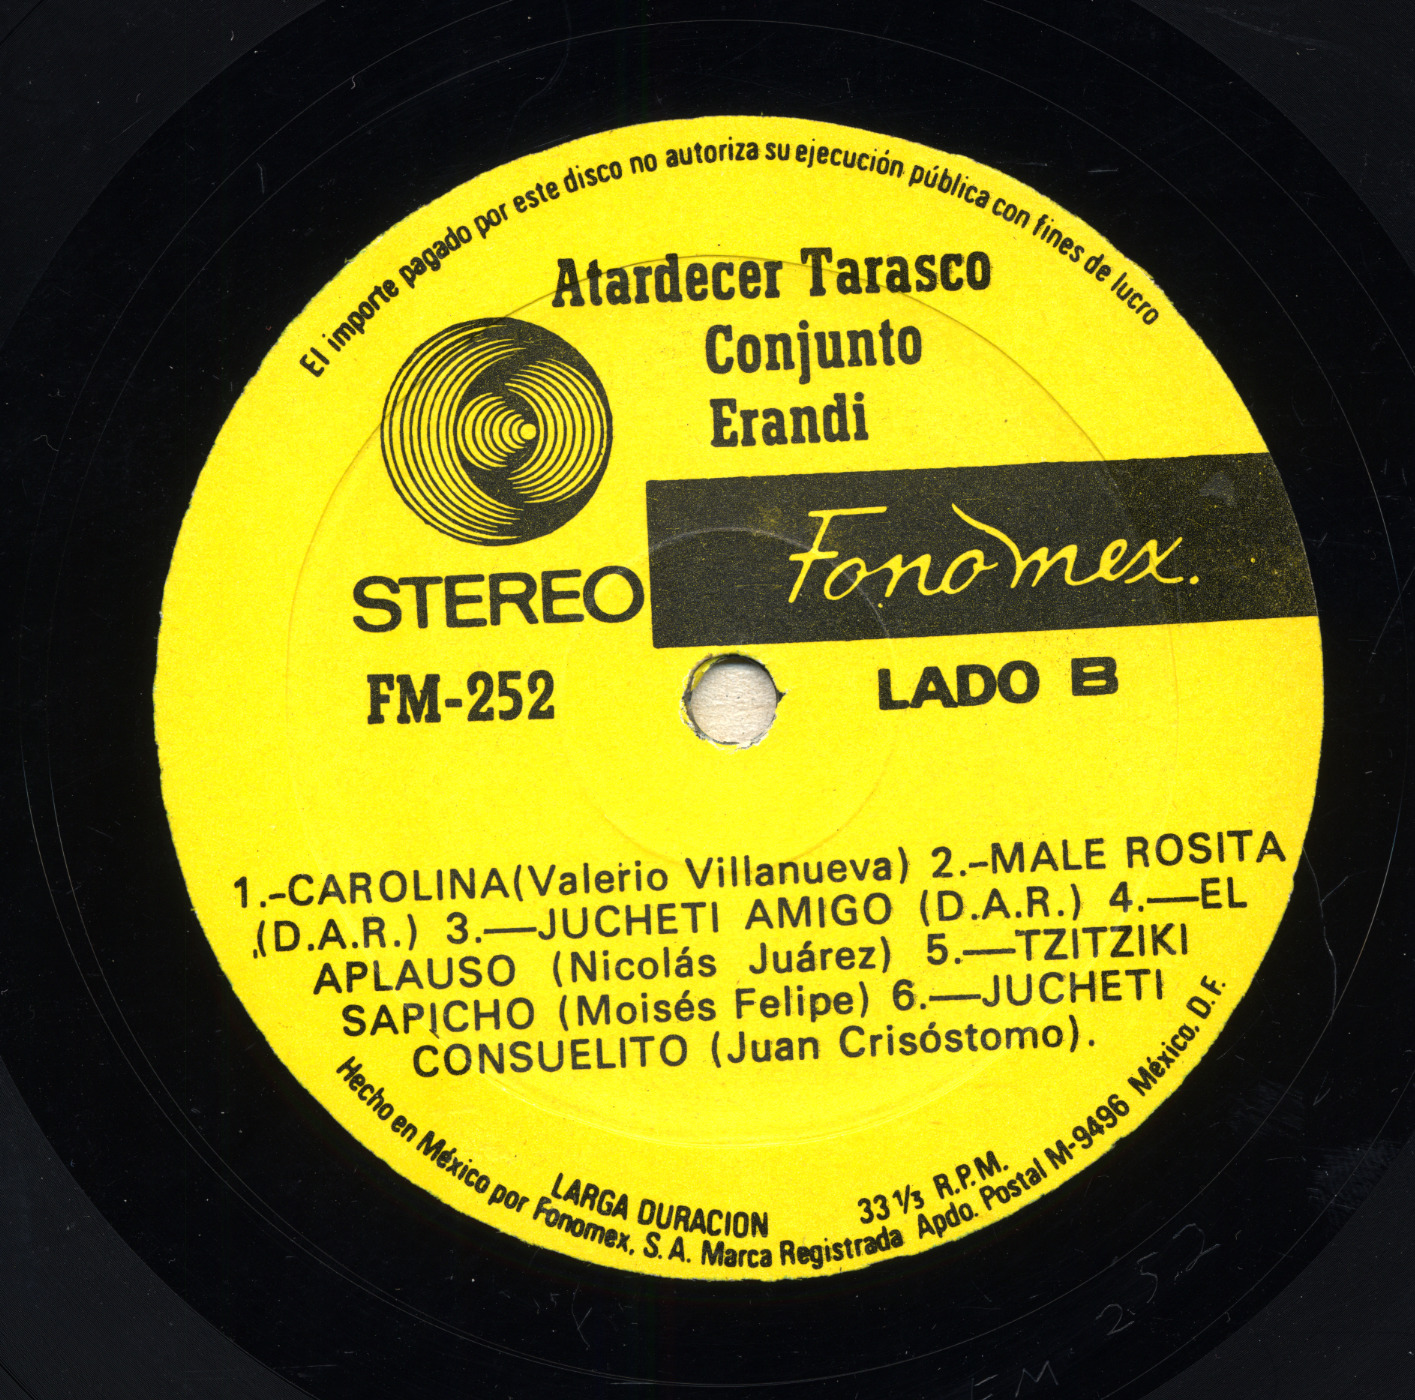 El importe pagado por este disco no autoriza su ejecución pública con fines de lucro
Atardecer Tarasco
Conjunto
Erandi
Fonomex.
STEREO
FM-252
LADO B
1.-CAROLINA(Valerio Villanueva) 2.-MALE ROSITA
(D.A.R.) 3.—JUCHETI AMIGO (D.A.R.) 4.—EL
APLAUSO (Nicolás Juárez) 5.—TZITZIKI
SAPICHO (Moisés Felipe) 6.—JUCHETI
CONSUELITO (Juan Crisóstomo).
LARGA DURACION
33 1/3 R.P.M.
Hecho en México por Fonomex, S. A. Marca Registrada Apdo. Postal M-9496 México, D. F.
FM 252